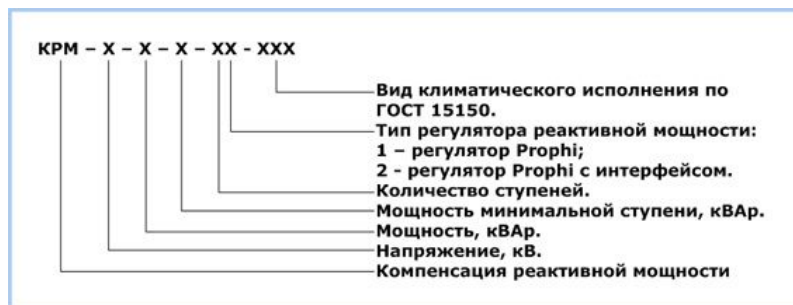 КРМ – Х – Х – Х – ХХ - ХХХ
Вид климатического исполнения по
ГОСТ 15150.
Тип регулятора реактивной мощности:
1 – регулятор Prophi;
2 - регулятор Prophi с интерфейсом.
Количество ступеней.
Мощность минимальной ступени, кВАр.
Мощность, кВАр.
Напряжение, кВ.
Компенсация реактивной мощности